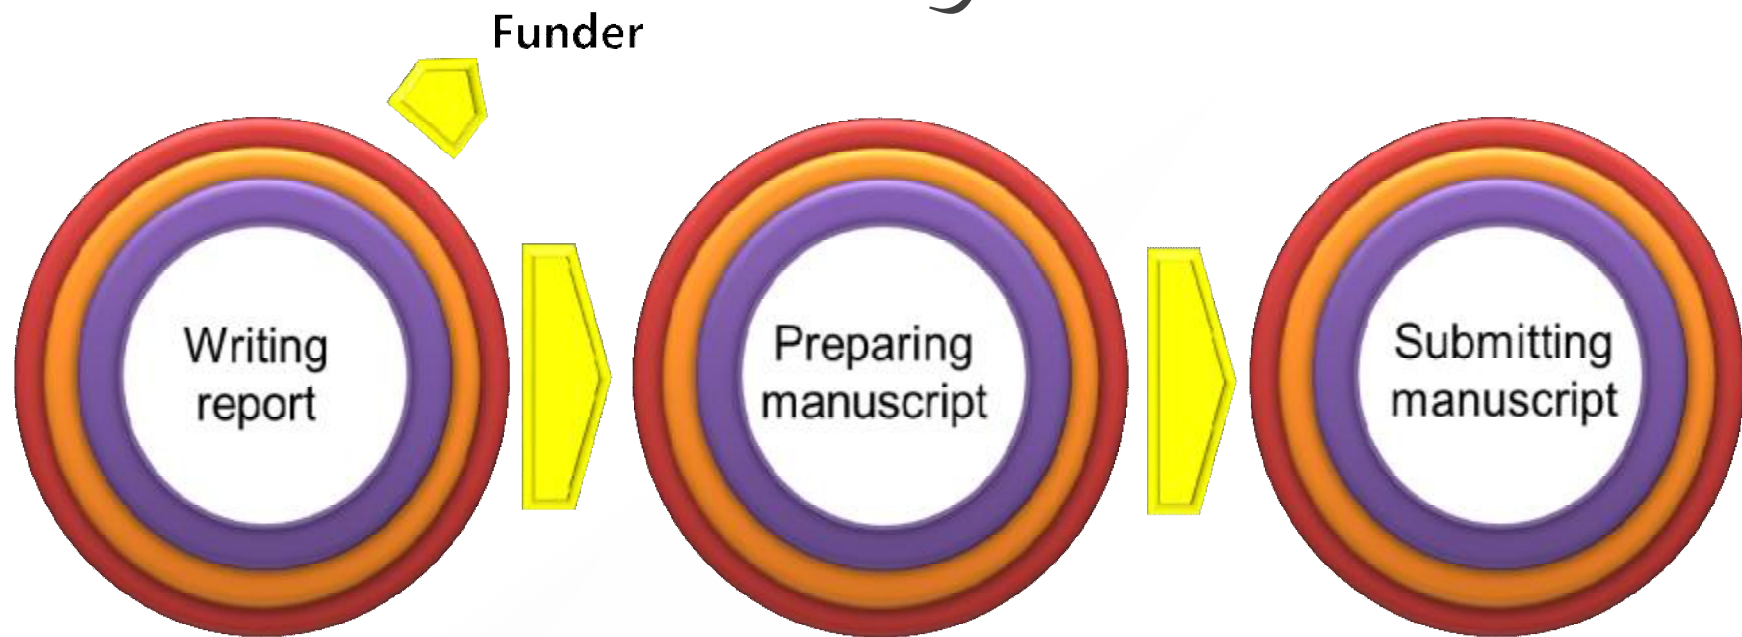 Funder
Writing
report
Preparing
manuscript
Submitting
manuscript